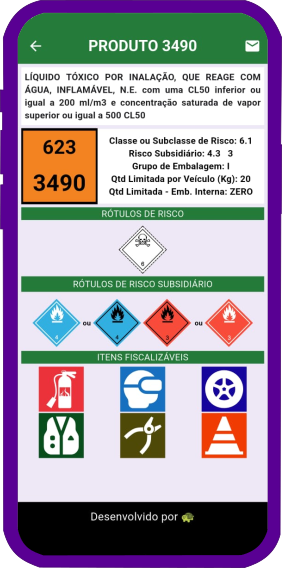 PRODUTO 3490
LÍQUIDO TÓXICO POR INALAÇÃO, QUE REAGE COM
ÁGUA, INFLAMÁVEL, N.E. com uma CL50 inferior ou
igual a 200 ml/m3 e concentração saturada de vapor
superior ou igual a 500 CL50
623
3490
Classe ou Subclasse de Risco: 6.1
Risco Subsidiário: 4.3 3
Grupo de Embalagem: I
Qtd Limitada por Veículo (Kg): 20
Qtd Limitada - Emb. Interna: ZERO
RÓTULOS DE RISCO
6
RÓTULOS DE RISCO SUBSIDIÁRIO
4 ou 4 3 ou 3
ITENS FISCALIZÁVEIS
Desenvolvido por